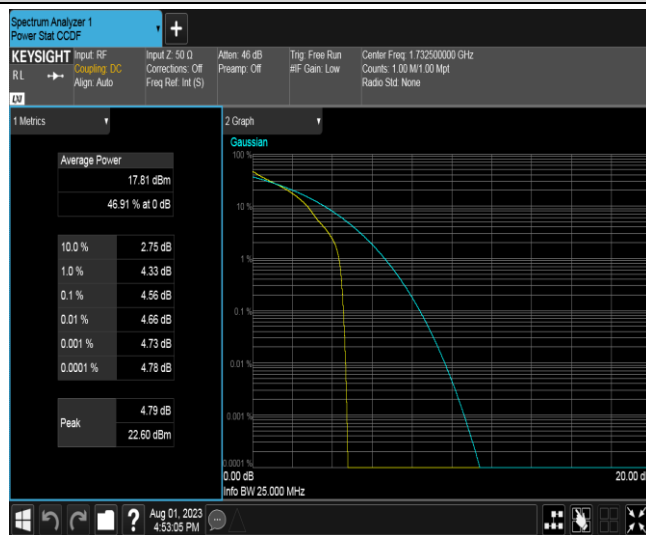 Spectrum Analyzer 1
Power Stat CCDF
+
KEYSIGHT
RL
LXI
Input: RF
Coupling: DC
Align: Auto
Input Z: 50 Ω
Corrections: Off
Freq Ref: Int (S)
Atten: 46 dB
Preamp: Off
Trig: Free Run
#IF Gain: Low
Center Freq: 1.732500000 GHz
Counts: 1.00 M/1.00 Mpt
Radio Std: None
1 Metrics
Average Power
17.81 dBm
46.91 % at 0 dB
10.0 % 2.75 dB
1.0 % 4.33 dB
0.1 % 4.56 dB
0.01 % 4.66 dB
0.001 % 4.73 dB
0.0001 % 4.78 dB
Peak
4.79 dB
22.60 dBm
2 Graph
Gaussian
100 %
10 %
1 %
0.1 %
0.01 %
0.001 %
0.0001 %
0.00 dB
20.00 d
Info BW 25.000 MHz
?
Aug 01, 2023
4:53:05 PM